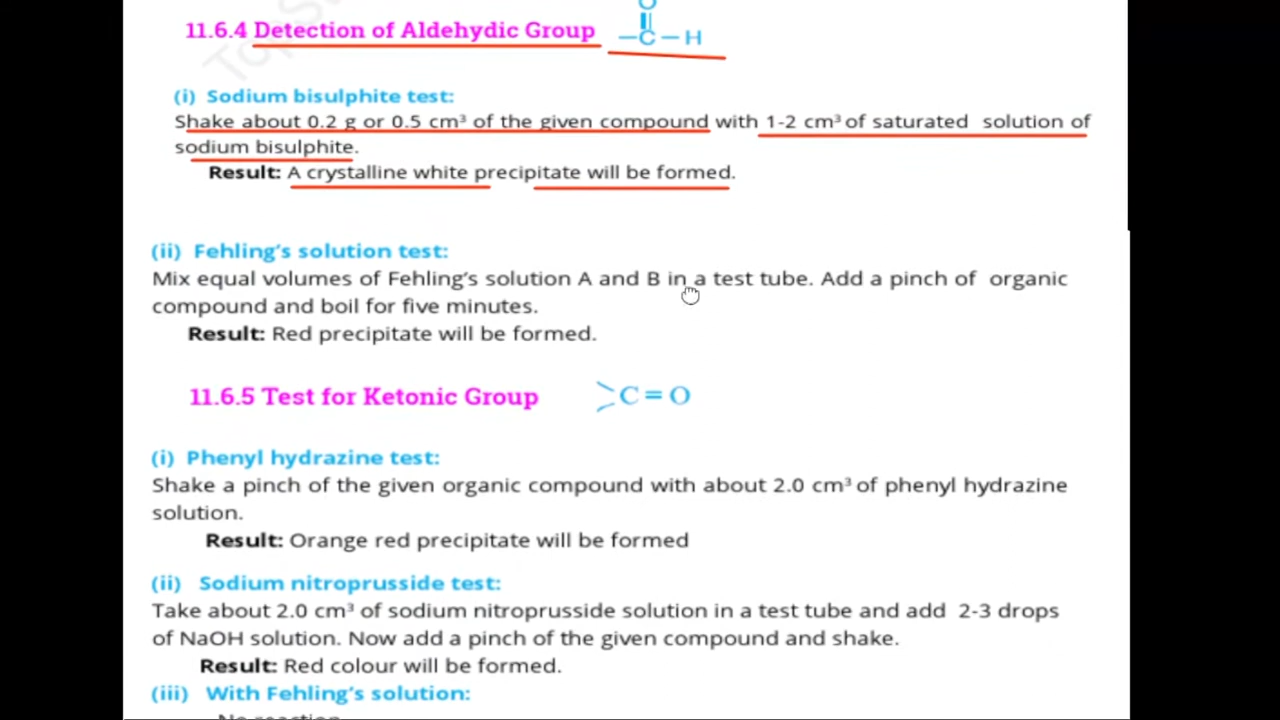 11.6.4 Detection of Aldehydic Group
O
–C–H
(i) Sodium bisulphite test:
Shake about 0.2 g or 0.5 cm³ of the given compound with 1-2 cm³ of saturated solution of
sodium bisulphite.
Result: A crystalline white precipitate will be formed.
(ii) Fehling's solution test:
Mix equal volumes of Fehling's solution A and B in a test tube. Add a pinch of organic
compound and boil for five minutes.
Result: Red precipitate will be formed.
11.6.5 Test for Ketonic Group >C=O
(i) Phenyl hydrazine test:
Shake a pinch of the given organic compound with about 2.0 cm³ of phenyl hydrazine
solution.
Result: Orange red precipitate will be formed
(ii) Sodium nitroprusside test:
Take about 2.0 cm³ of sodium nitroprusside solution in a test tube and add 2-3 drops
of NaOH solution. Now add a pinch of the given compound and shake.
Result: Red colour will be formed.
(iii) With Fehling's solution:
No reaction